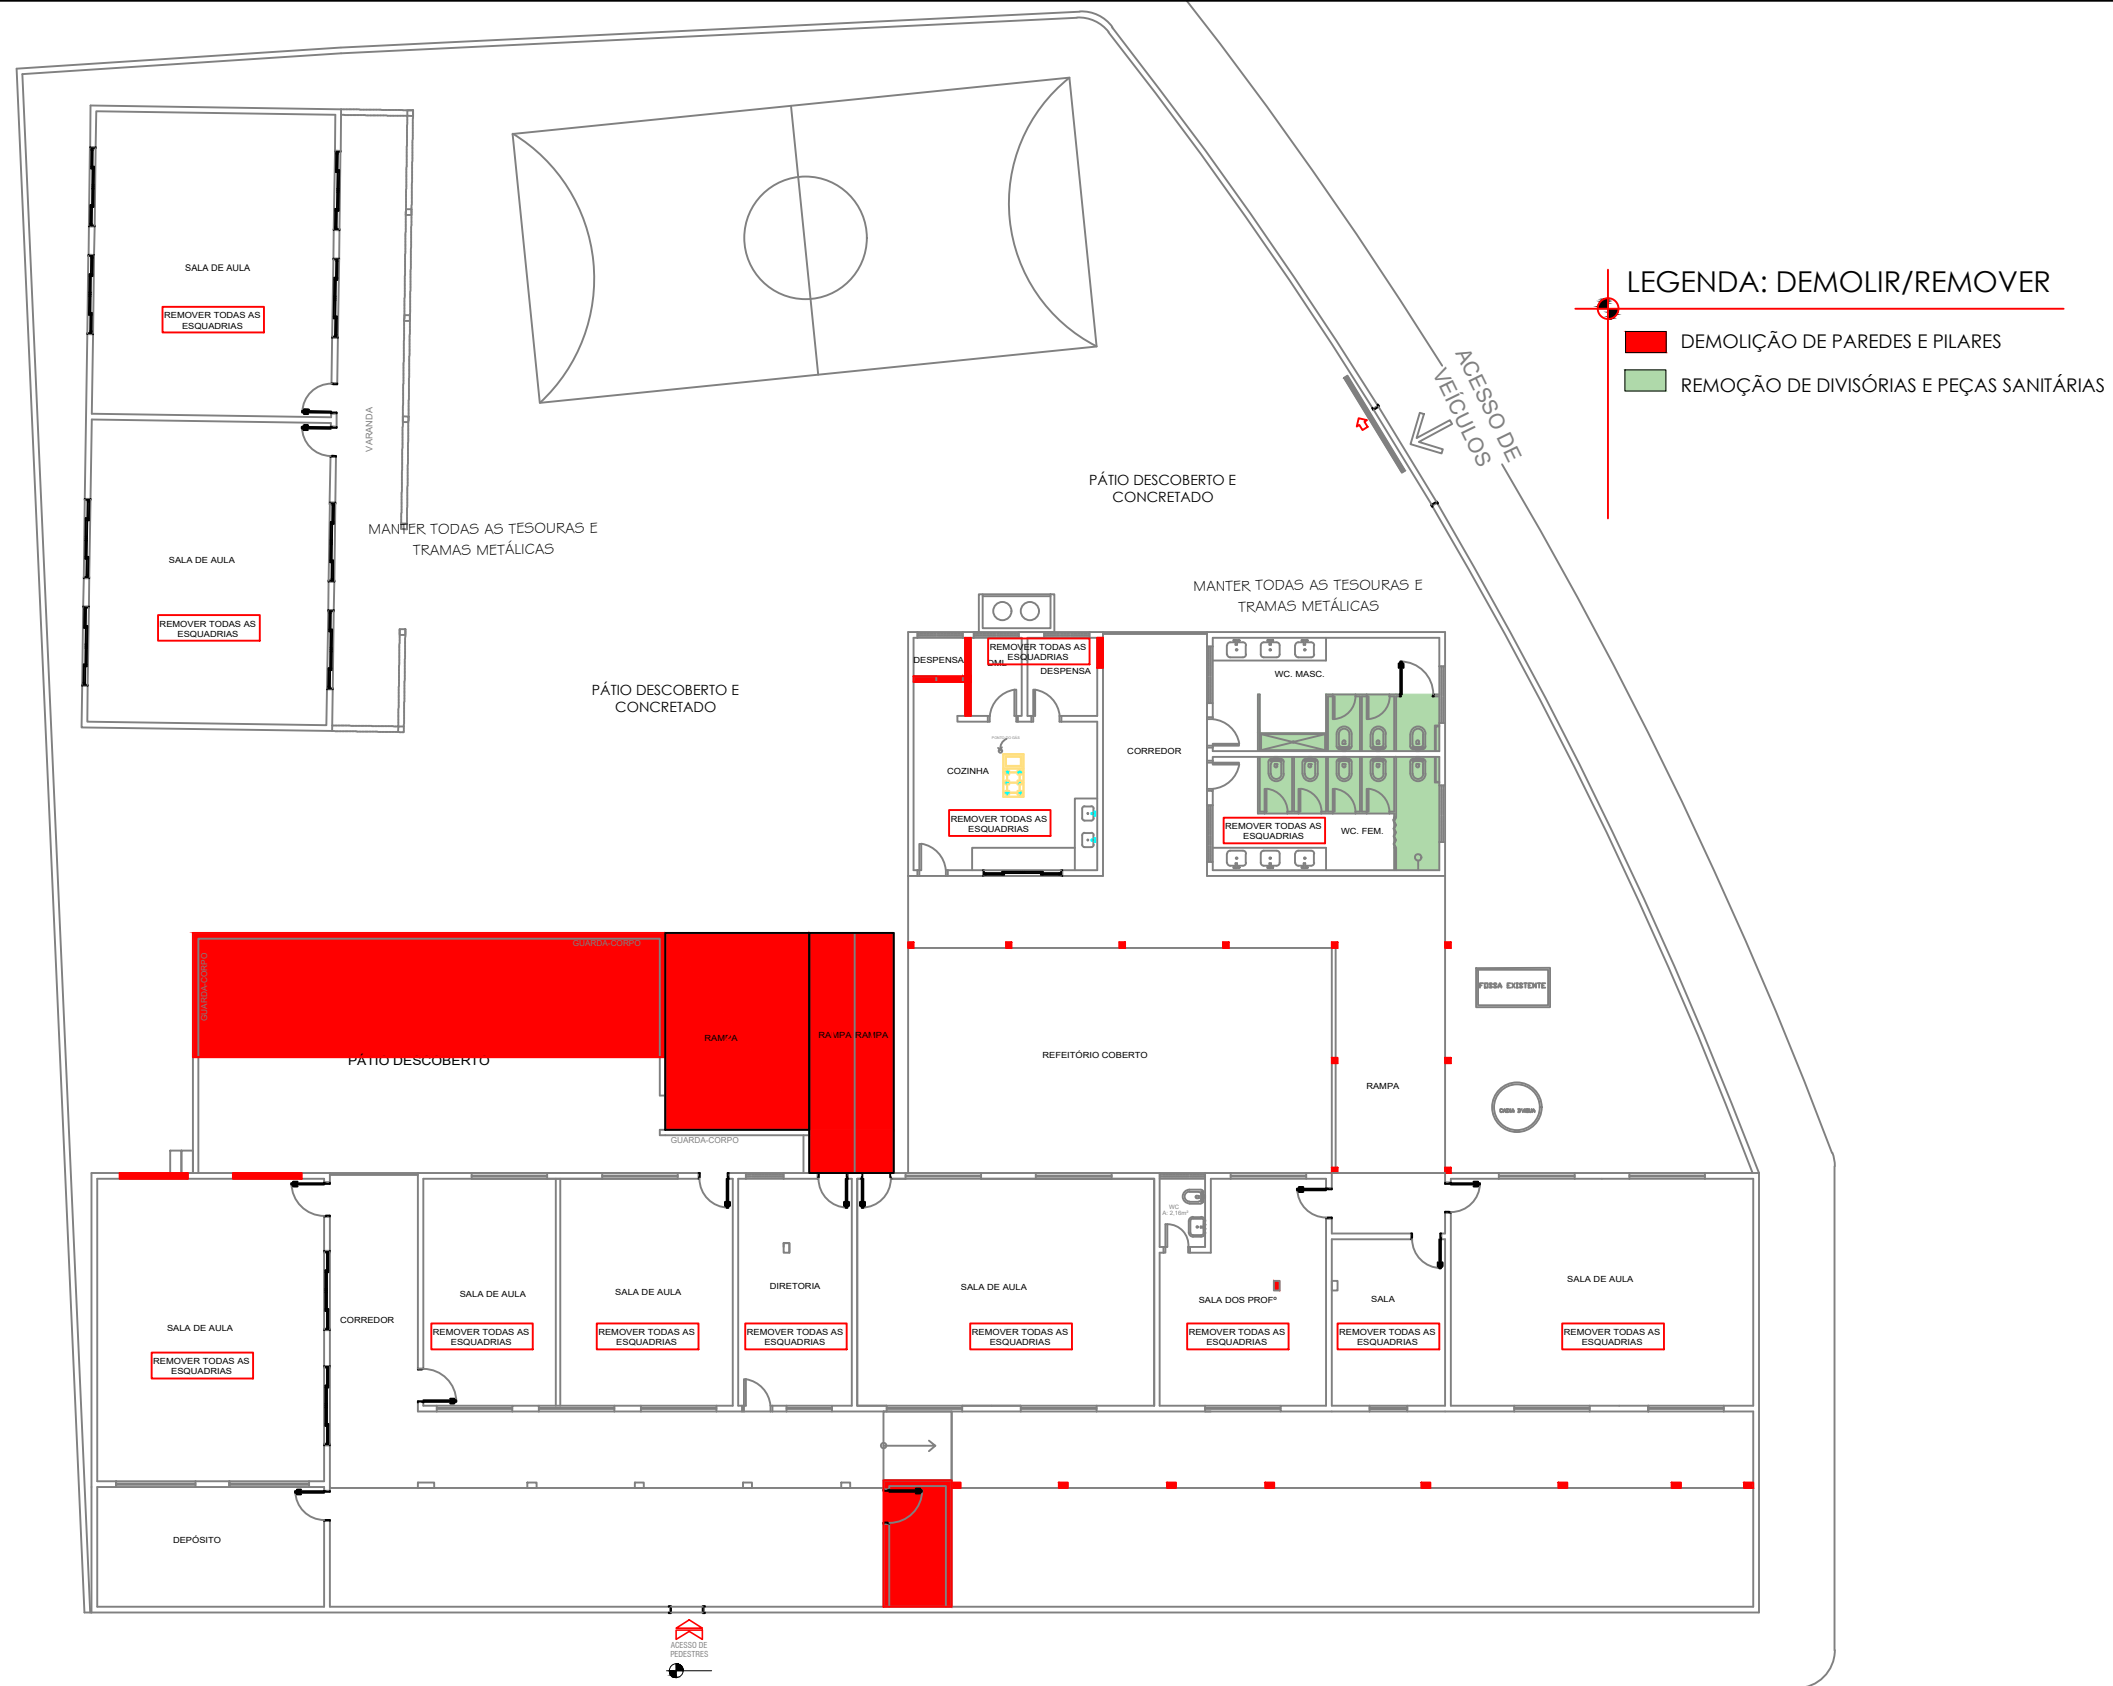 LEGENDA: DEMOLIR/REMOVER
DEMOLIÇÃO DE PAREDES E PILARES
REMOÇÃO DE DIVISÓRIAS E PEÇAS SANITÁRIAS
SALA DE AULA
REMOVER TODAS AS
ESQUADRIAS
VARANDA
ACESSO DE
VEÍCULOS
PÁTIO DESCOBERTO E
CONCRETADO
MANTER TODAS AS TESOURAS E
TRAMAS METÁLICAS
SALA DE AULA
REMOVER TODAS AS
ESQUADRIAS
MANTER TODAS AS TESOURAS E
TRAMAS METÁLICAS
PÁTIO DESCOBERTO E
CONCRETADO
DESPENSA
DML
REMOVER TODAS AS
ESQUADRIAS
DESPENSA
WC. MASC.
CORREDOR
COZINHA
REMOVER TODAS AS
ESQUADRIAS
REMOVER TODAS AS
ESQUADRIAS
WC. FEM.
GUARDA-CORPO
GUARDA-CORPO
FOSSA EXISTENTE
RAMPA
RAMPA
RAMPA
PÁTIO DESCOBERTO
REFEITÓRIO COBERTO
RAMPA
GUARDA-CORPO
WC
A: 2,16m²
SALA DE AULA
REMOVER TODAS AS
ESQUADRIAS
CORREDOR
SALA DE AULA
REMOVER TODAS AS
ESQUADRIAS
SALA DE AULA
REMOVER TODAS AS
ESQUADRIAS
DIRETORIA
REMOVER TODAS AS
ESQUADRIAS
SALA DE AULA
REMOVER TODAS AS
ESQUADRIAS
SALA DOS PROFº
REMOVER TODAS AS
ESQUADRIAS
SALA
REMOVER TODAS AS
ESQUADRIAS
SALA DE AULA
REMOVER TODAS AS
ESQUADRIAS
DEPÓSITO
ACESSO DE
PEDESTRES